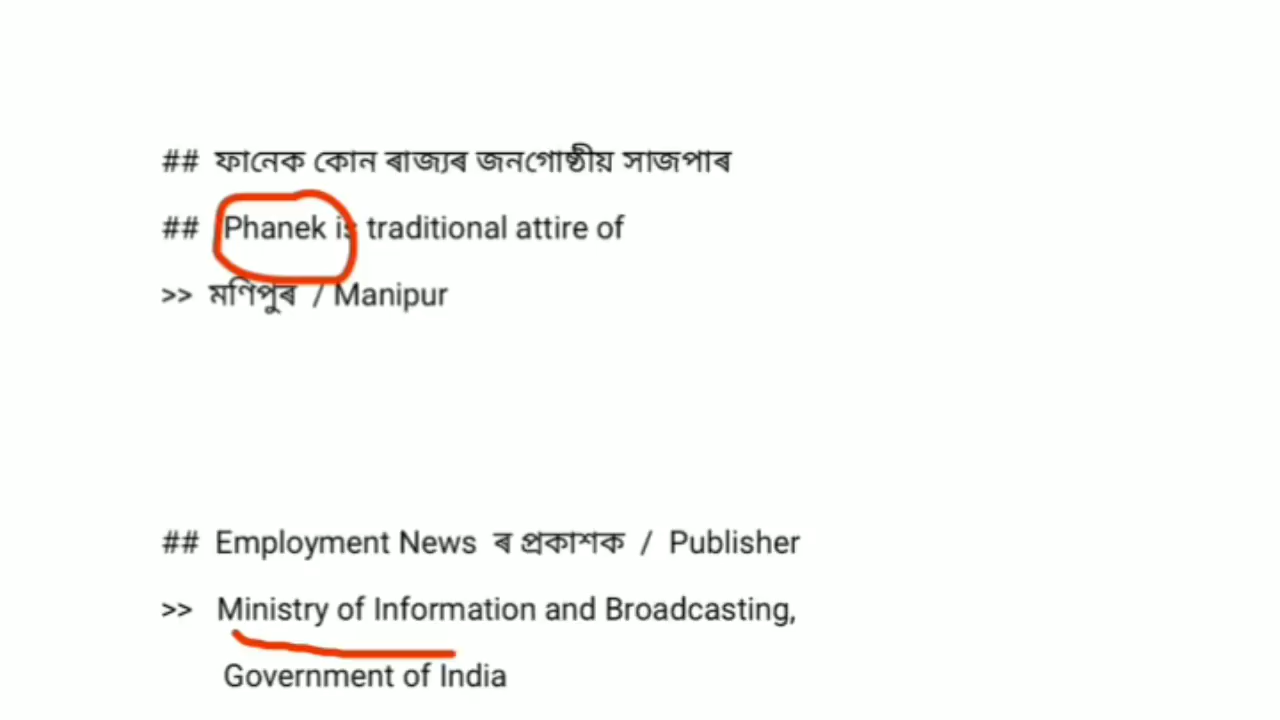 ## ফানেক কোন ৰাজ্যৰ জনগোষ্ঠীয় সাজপাৰ
## Phanek is traditional attire of
>> মণিপুৰ / Manipur
## Employment News ৰ প্ৰকাশক / Publisher
>> Ministry of Information and Broadcasting,
Government of India